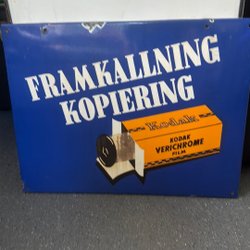 FRAMKALLNING
KOPIERING
Kodak
KODAK
VERICHROME
FILM